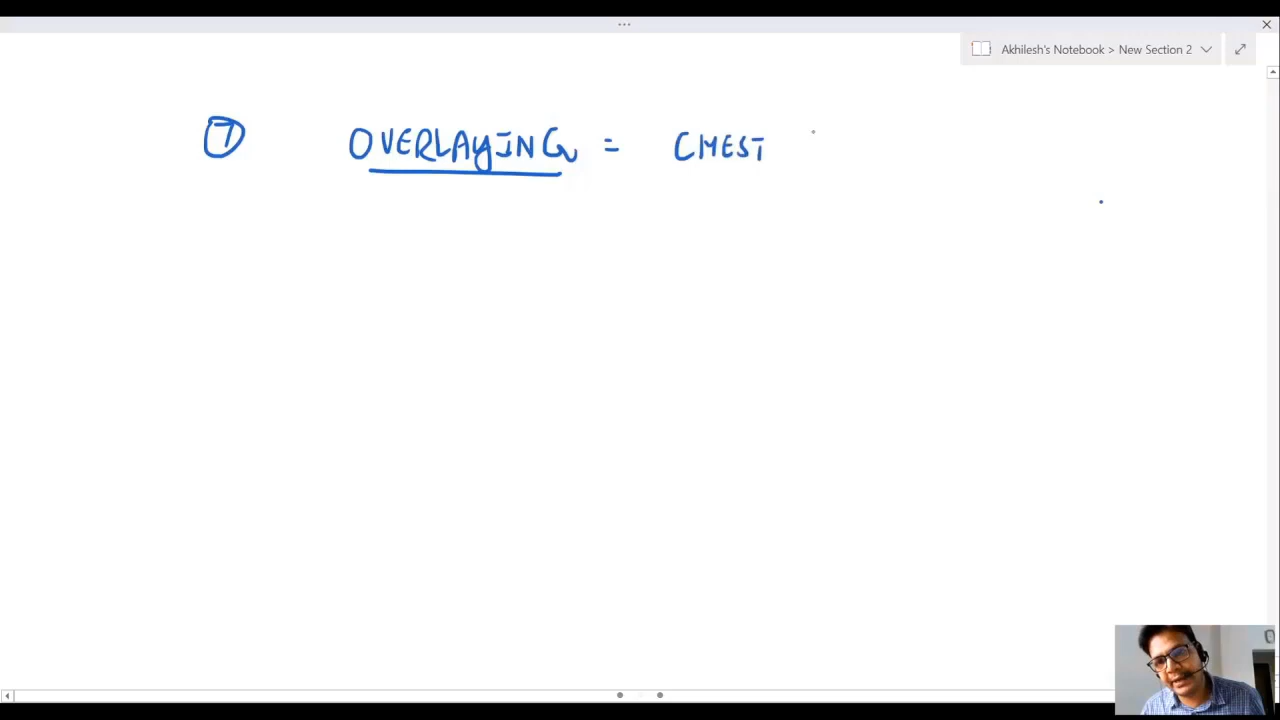 ...
Akhilesh's Notebook > New Section 2
7 OVERLAYING = CHEST